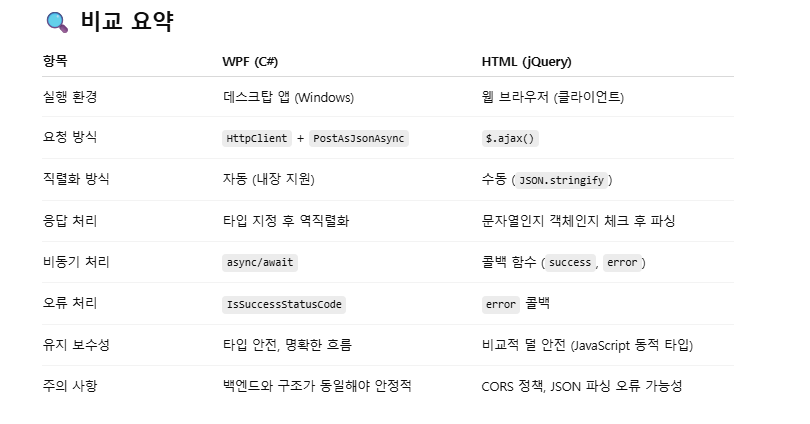 🔍 비교 요약
항목 WPF (C#) HTML (jQuery)
실행 환경 데스크탑 앱 (Windows) 웹 브라우저 (클라이언트)
요청 방식 HttpClient + PostAsJsonAsync $.ajax()
직렬화 방식 자동 (내장 지원) 수동 (JSON.stringify)
응답 처리 타입 지정 후 역직렬화 문자열인지 객체인지 체크 후 파싱
비동기 처리 async/await 콜백 함수 (success, error)
오류 처리 IsSuccessStatusCode error 콜백
유지 보수성 타입 안전, 명확한 흐름 비교적 덜 안전 (JavaScript 동적 타입)
주의 사항 백엔드와 구조가 동일해야 안정적 CORS 정책, JSON 파싱 오류 가능성